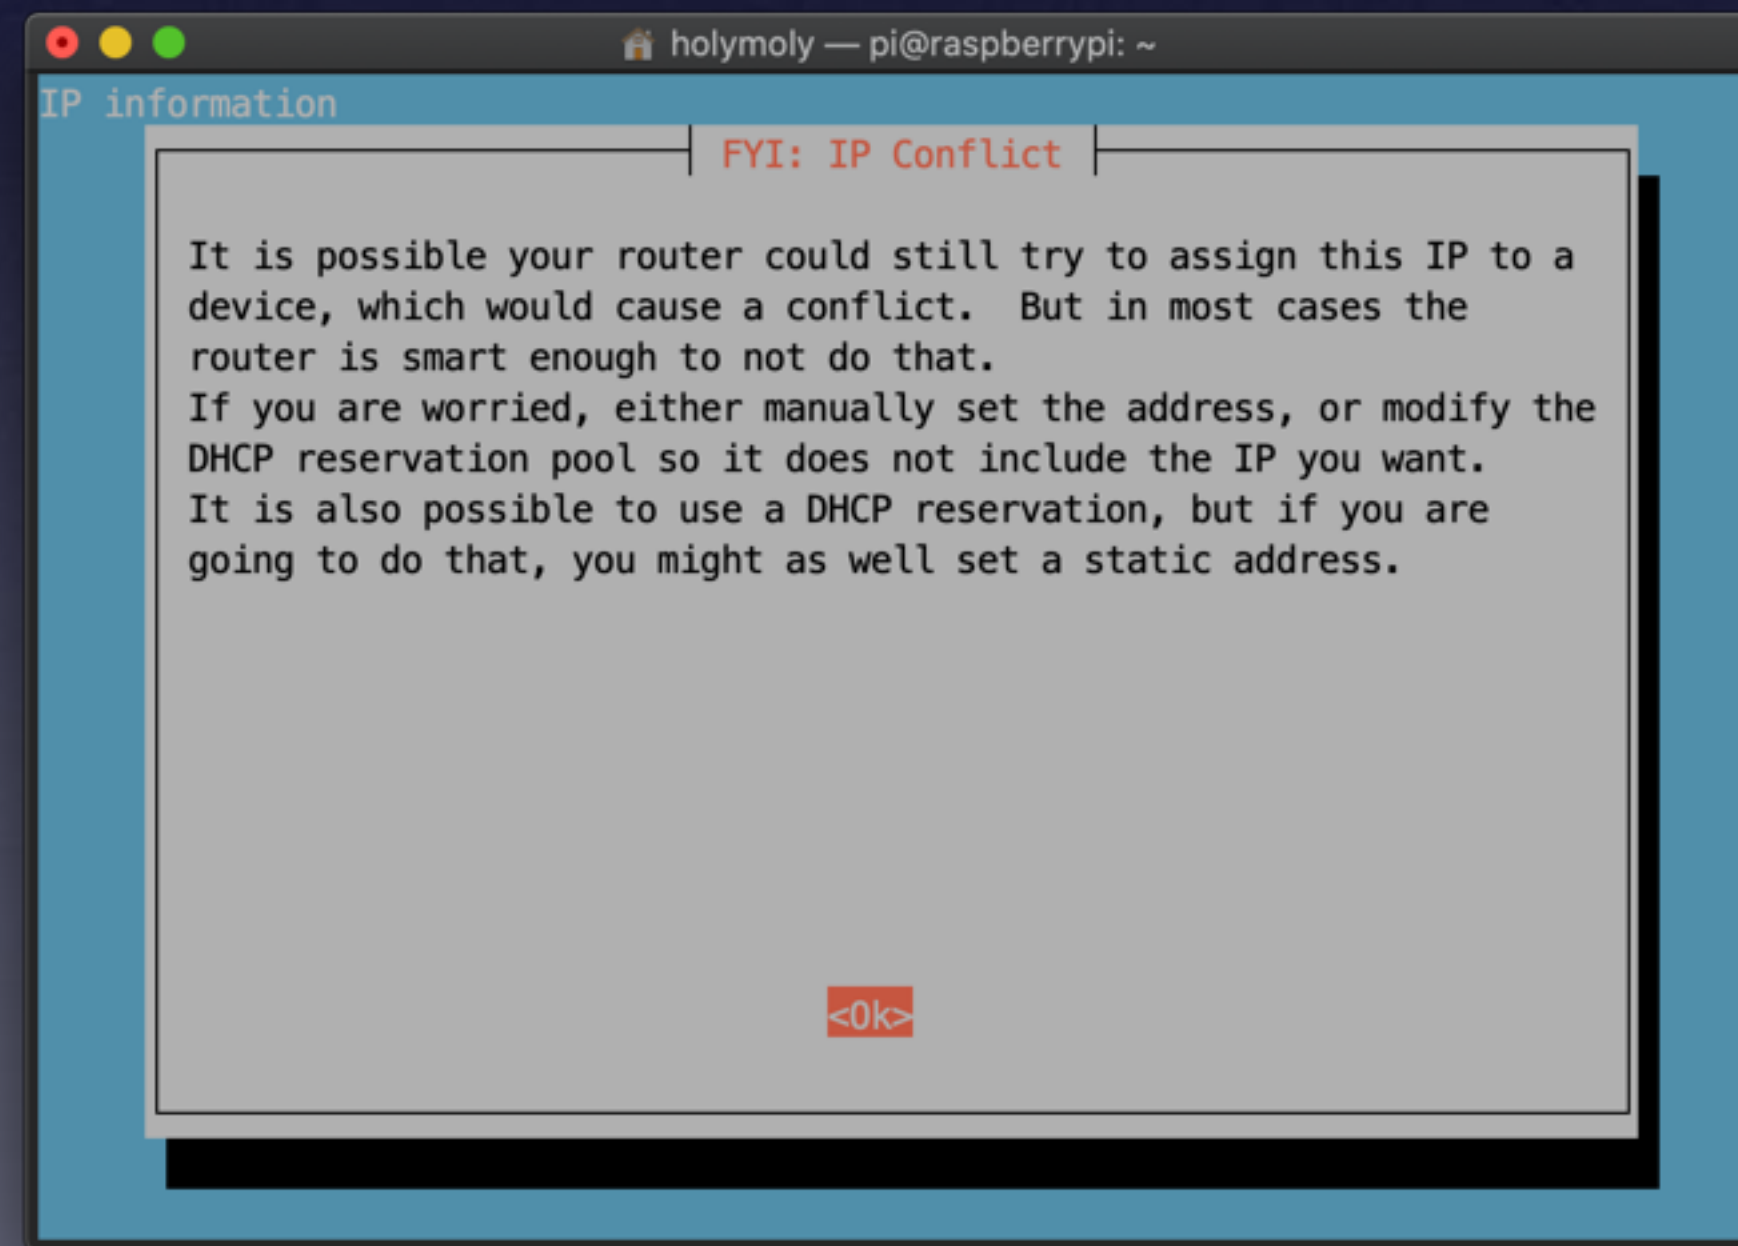 holymoly — pi@raspberrypi: ~
IP information
FYI: IP Conflict
It is possible your router could still try to assign this IP to a
device, which would cause a conflict.  But in most cases the
router is smart enough to not do that.
If you are worried, either manually set the address, or modify the
DHCP reservation pool so it does not include the IP you want.
It is also possible to use a DHCP reservation, but if you are
going to do that, you might as well set a static address.
<Ok>